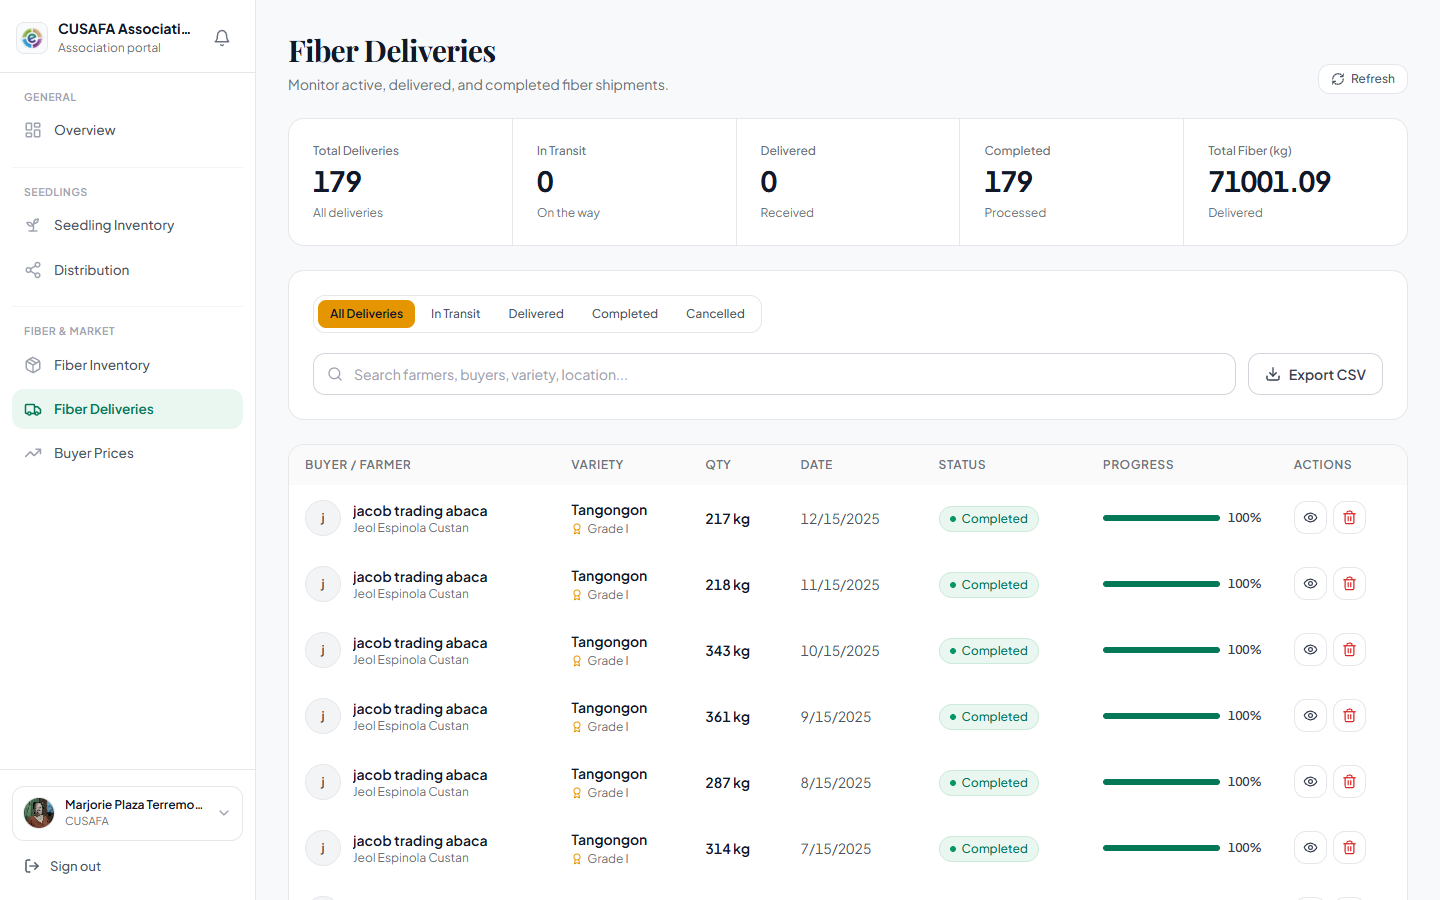 CUSAFA Associati...
Association portal
GENERAL
Overview
SEEDLINGS
Seedling Inventory
Distribution
FIBER & MARKET
Fiber Inventory
Fiber Deliveries
Buyer Prices
Marjorie Plaza Terremo...
CUSAFA
Sign out
Fiber Deliveries
Monitor active, delivered, and completed fiber shipments.
Refresh
Total Deliveries
179
All deliveries
In Transit
0
On the way
Delivered
0
Received
Completed
179
Processed
Total Fiber (kg)
71001.09
Delivered
All Deliveries In Transit Delivered Completed Cancelled
Search farmers, buyers, variety, location...
Export CSV
BUYER / FARMER VARIETY QTY DATE STATUS PROGRESS ACTIONS
j jacob trading abaca Tangongon 217 kg 12/15/2025 Completed 100%
Jeol Espinola Custan Grade I
j jacob trading abaca Tangongon 218 kg 11/15/2025 Completed 100%
Jeol Espinola Custan Grade I
j jacob trading abaca Tangongon 343 kg 10/15/2025 Completed 100%
Jeol Espinola Custan Grade I
j jacob trading abaca Tangongon 361 kg 9/15/2025 Completed 100%
Jeol Espinola Custan Grade I
j jacob trading abaca Tangongon 287 kg 8/15/2025 Completed 100%
Jeol Espinola Custan Grade I
j jacob trading abaca Tangongon 314 kg 7/15/2025 Completed 100%
Jeol Espinola Custan Grade I